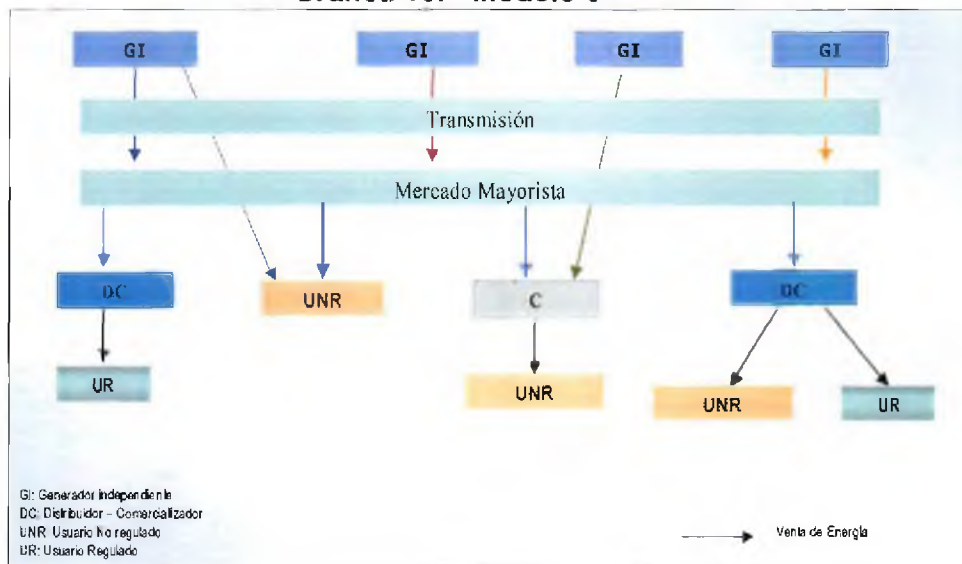 GI GI GI GI
Transmisión
Mercado Mayorista
DC UNR C DC
UR UNR UNR UR
GI: Generador independiente
DC: Distribuidor – Comercializador
UNR: Usuario No regulado
UR: Usuario Regulado
Venta de Energía